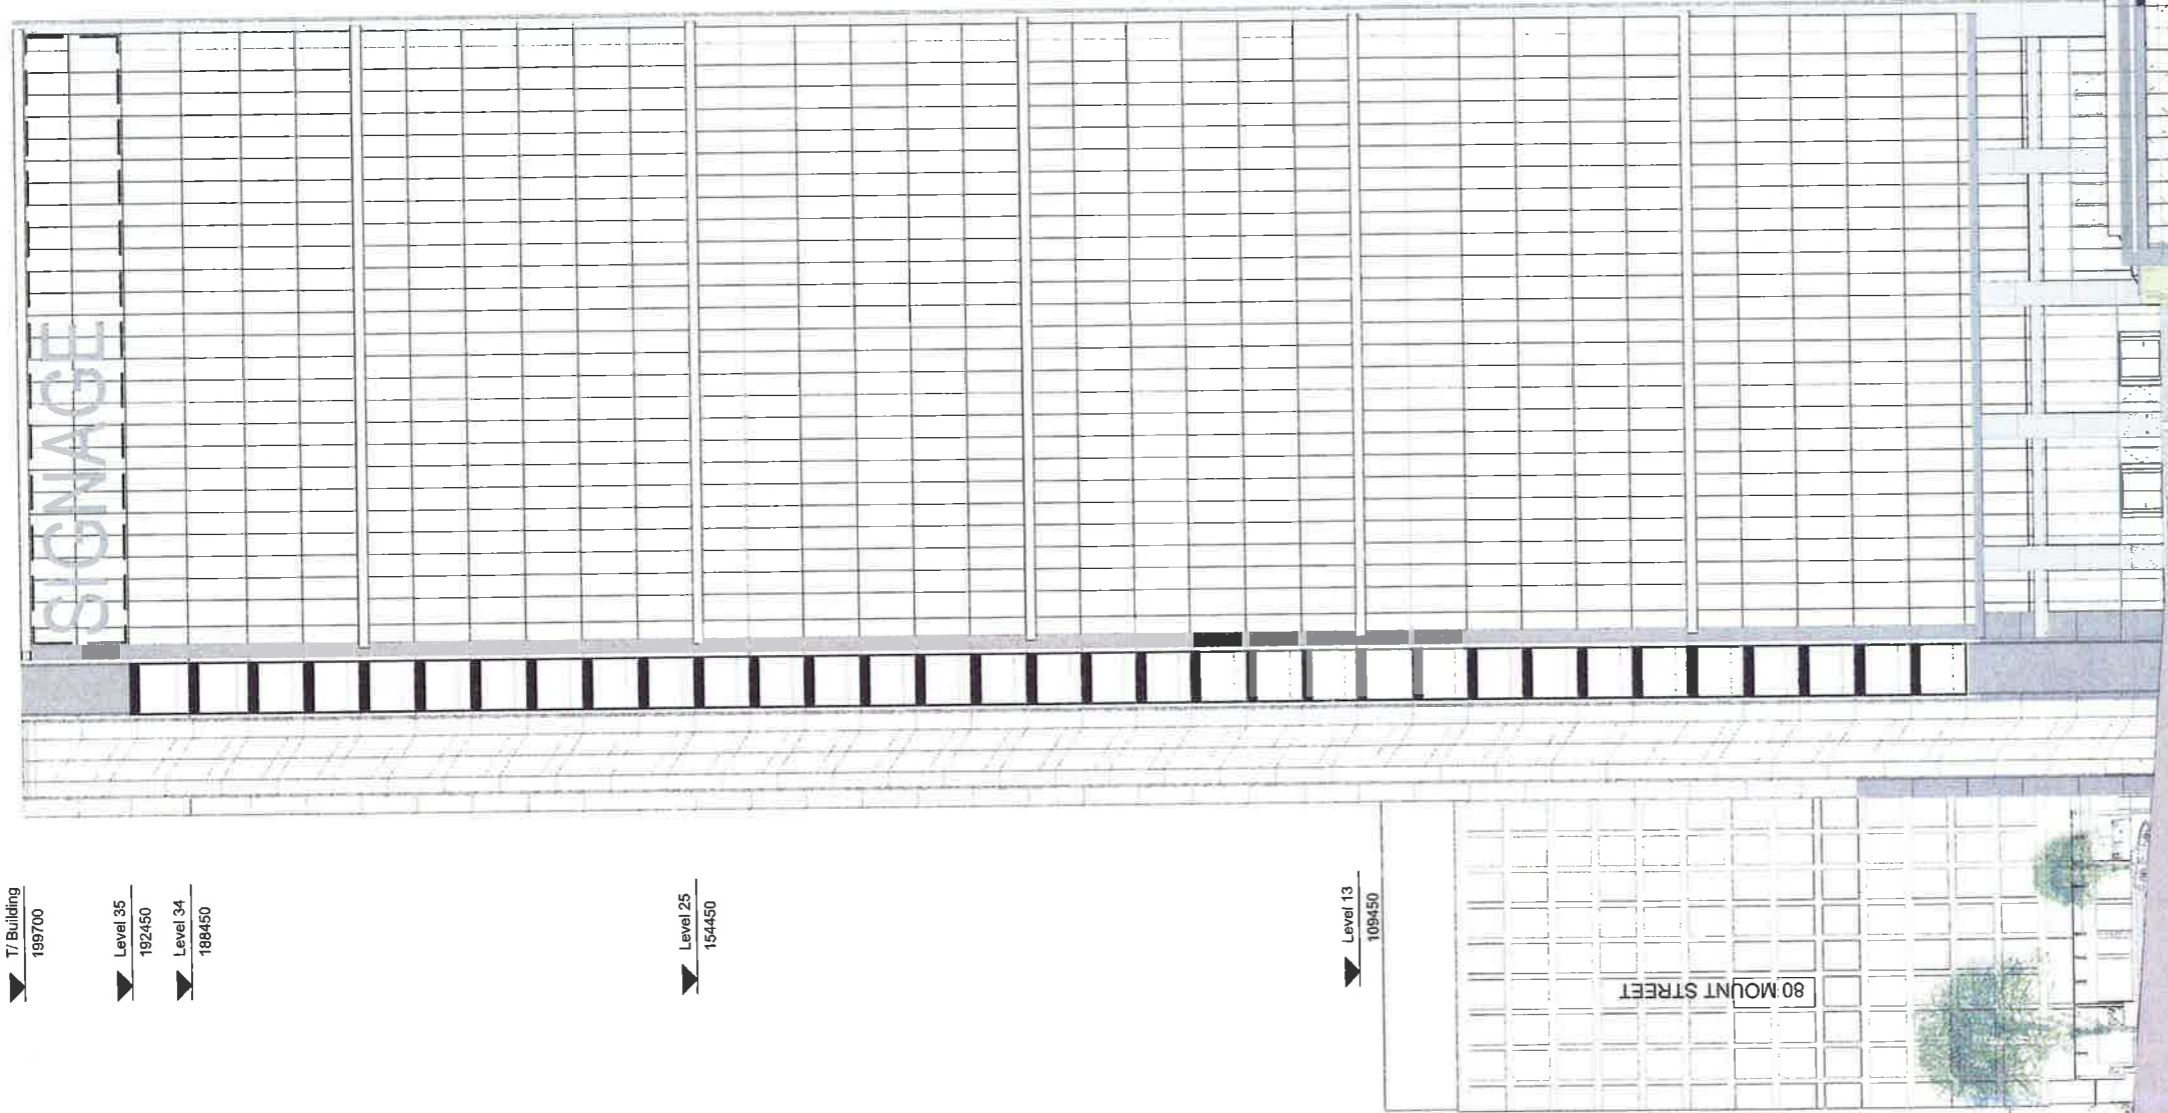 SIGNAGE
T/ Building
199700
Level 35
192450
Level 34
188450
Level 25
154450
Level 13
109450
80 MOUNT STREET